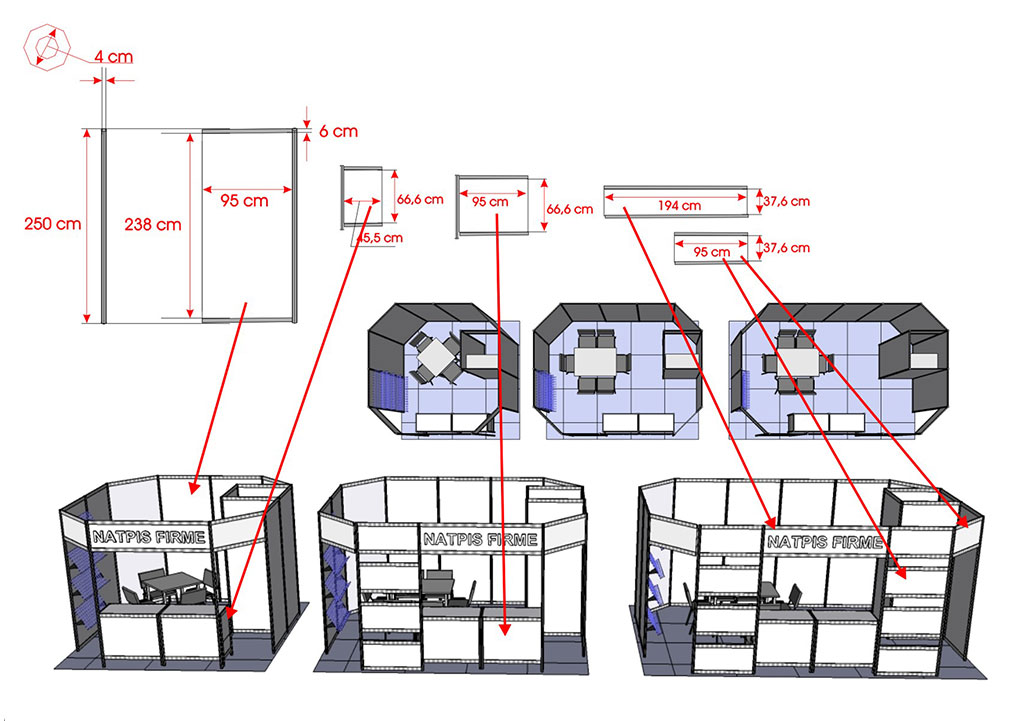 4 cm
6 cm
250 cm
238 cm
95 cm
66,6 cm
45,5 cm
95 cm
66,6 cm
194 cm
37,6 cm
95 cm
37,6 cm
NATPIS FIRME
NATPIS FIRME
NATPIS FIRME